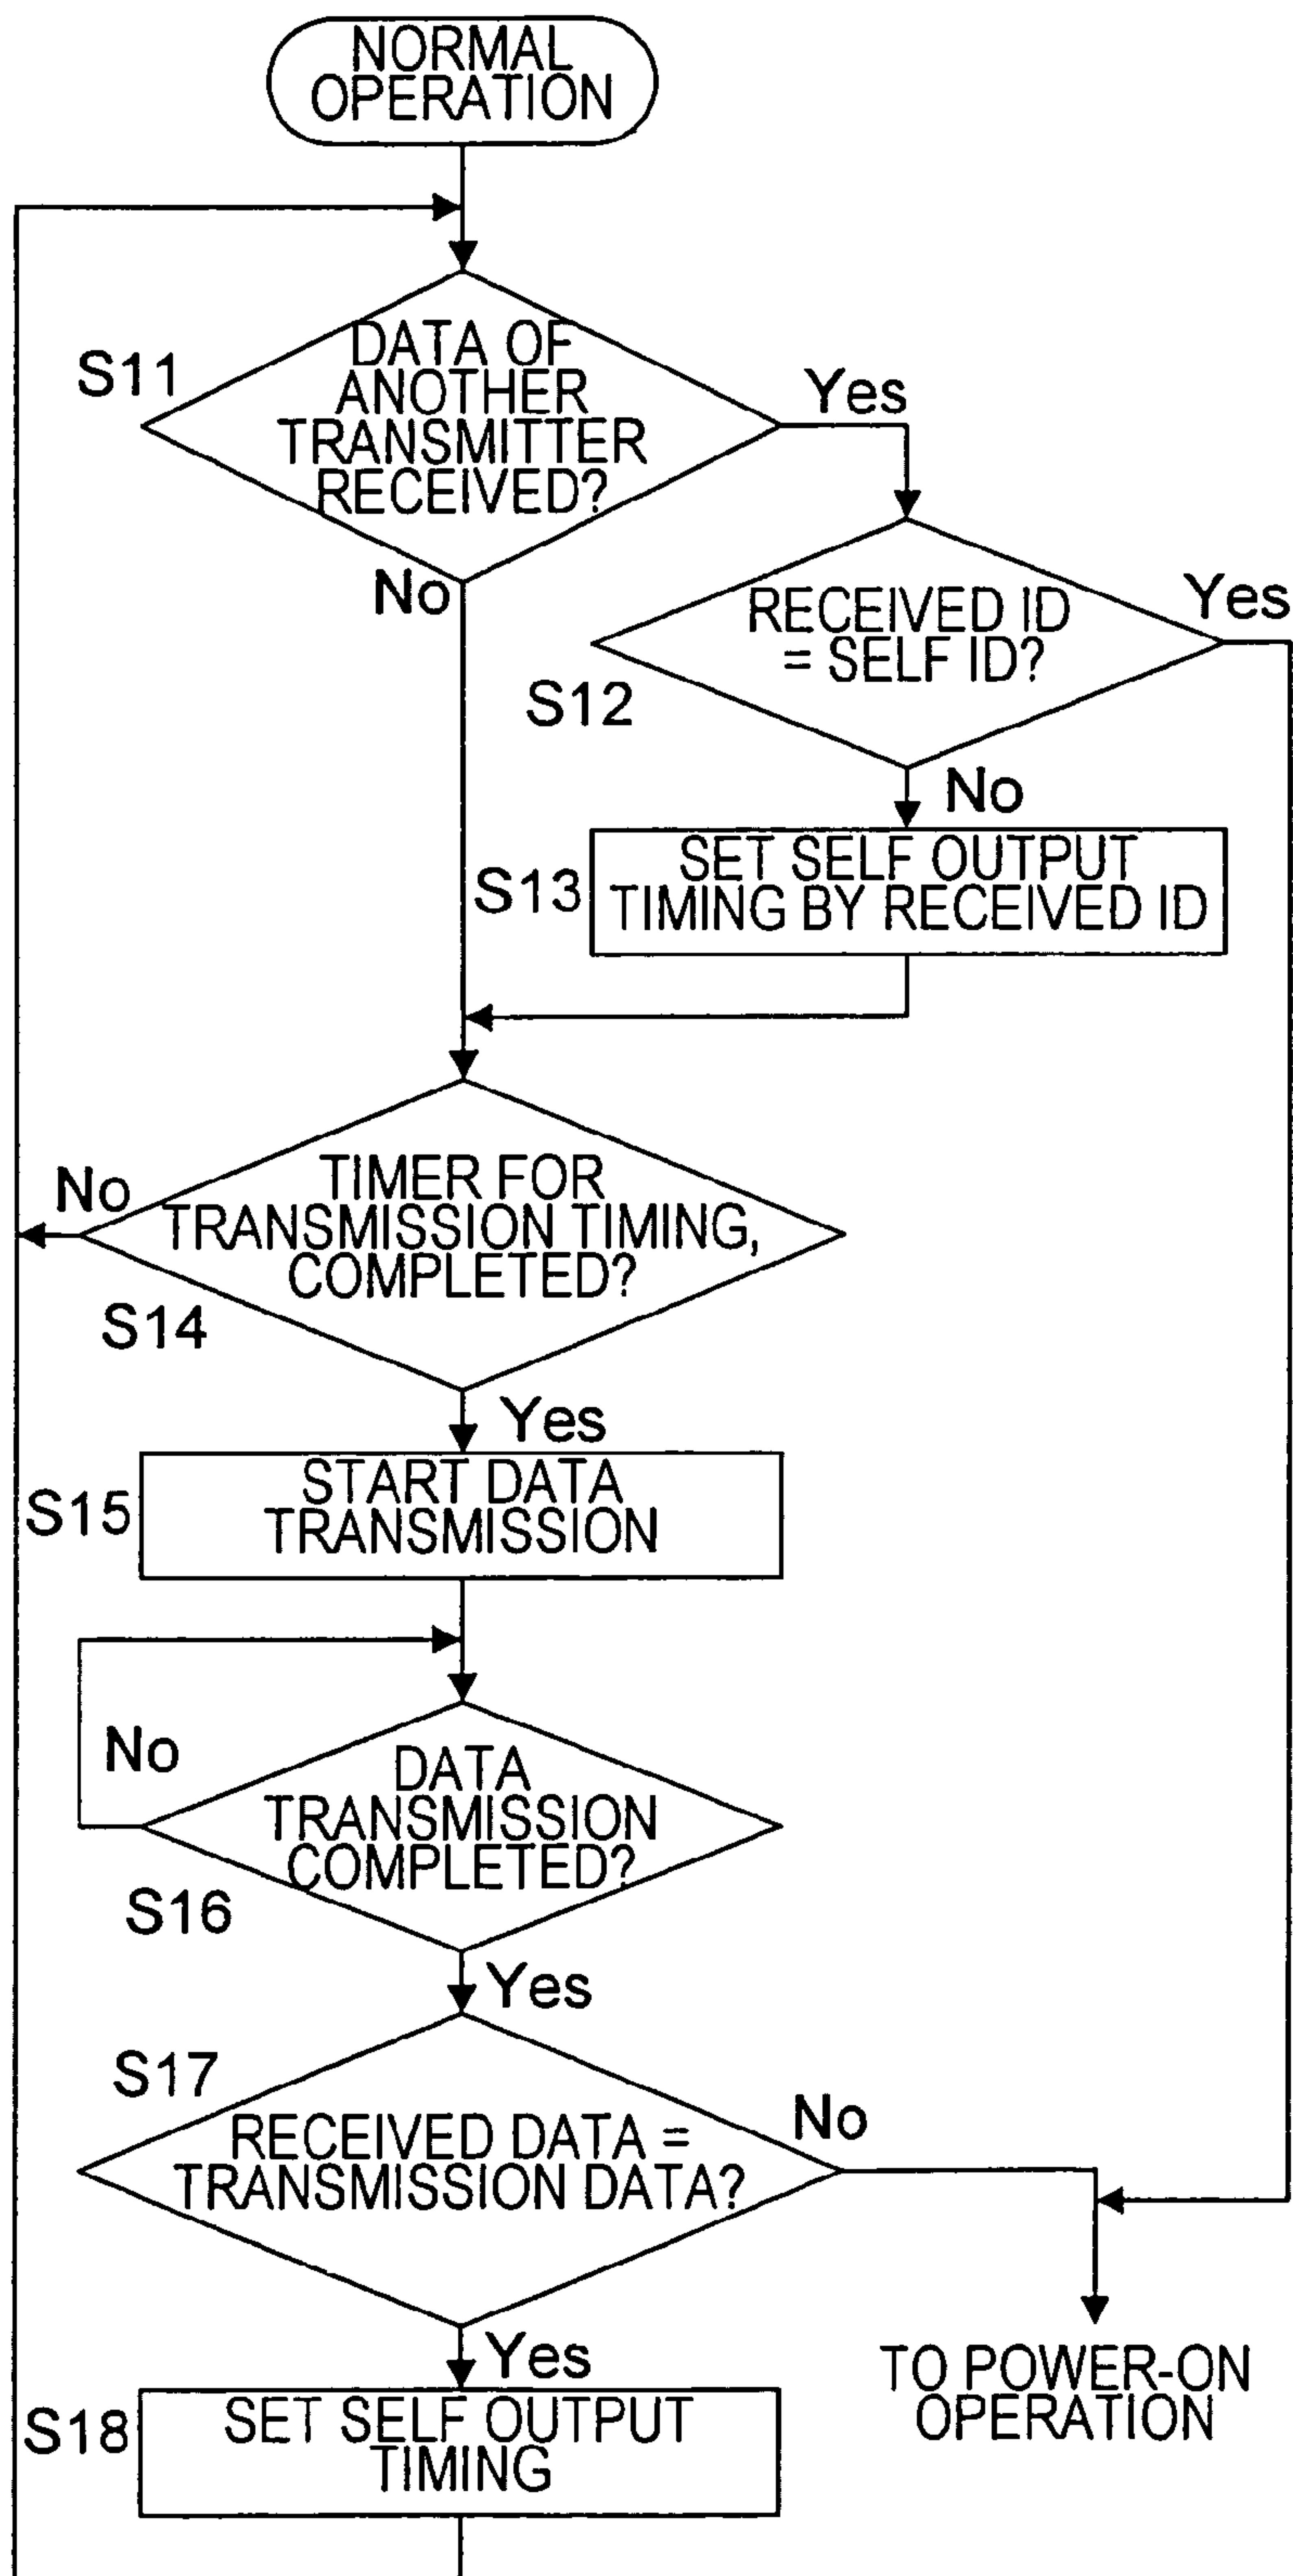 NORMAL
OPERATION
S11
DATA OF
ANOTHER
TRANSMITTER
RECEIVED?
Yes
No
RECEIVED ID
= SELF ID?
Yes
S12
No
S13
SET SELF OUTPUT
TIMING BY RECEIVED ID
No
TIMER FOR
TRANSMISSION TIMING,
COMPLETED?
S14
Yes
S15
START DATA
TRANSMISSION
No
DATA
TRANSMISSION
COMPLETED?
S16
Yes
S17
RECEIVED DATA =
TRANSMISSION DATA?
No
Yes
TO POWER-ON
OPERATION
S18
SET SELF OUTPUT
TIMING